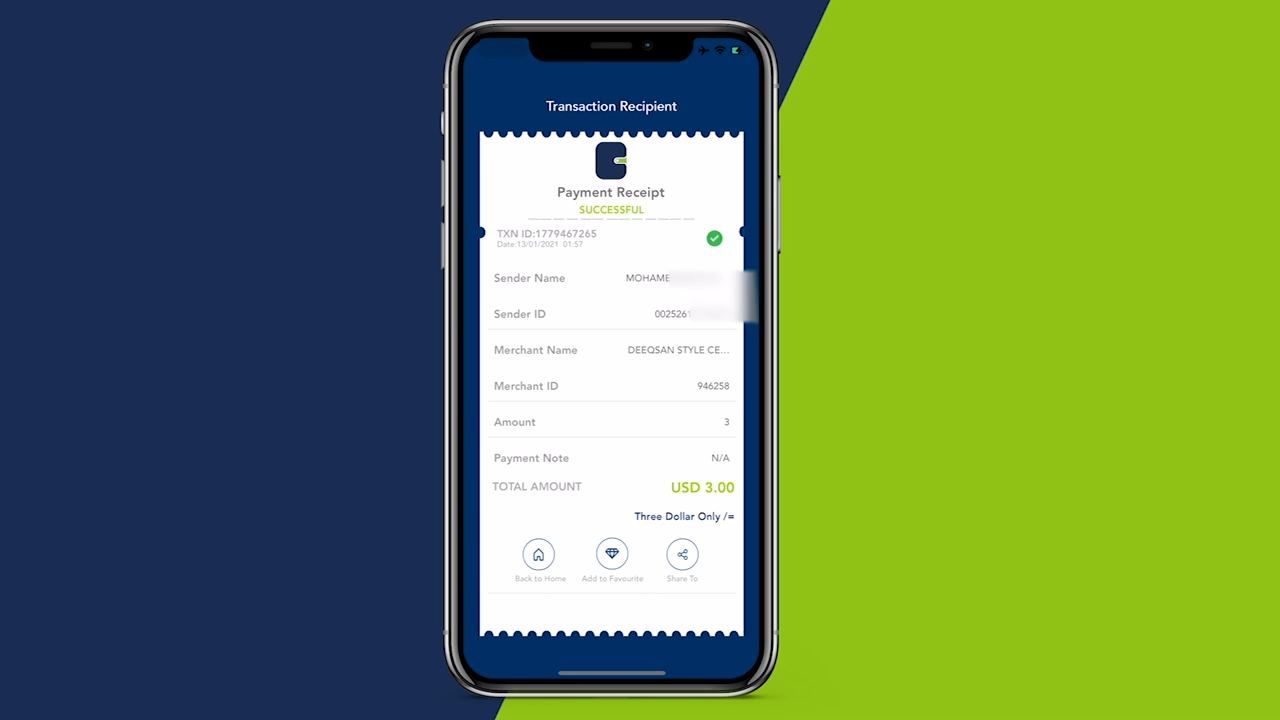 Transaction Recipient
Payment Receipt
SUCCESSFUL
TXN ID:1779467265
Date:13/01/2021 01:57
Sender Name MOHAME
Sender ID 0025261
Merchant Name DEEQSAN STYLE CE...
Merchant ID 946258
Amount 3
Payment Note N/A
TOTAL AMOUNT USD 3.00
Three Dollar Only /=
Back to Home Add to Favourite Share To